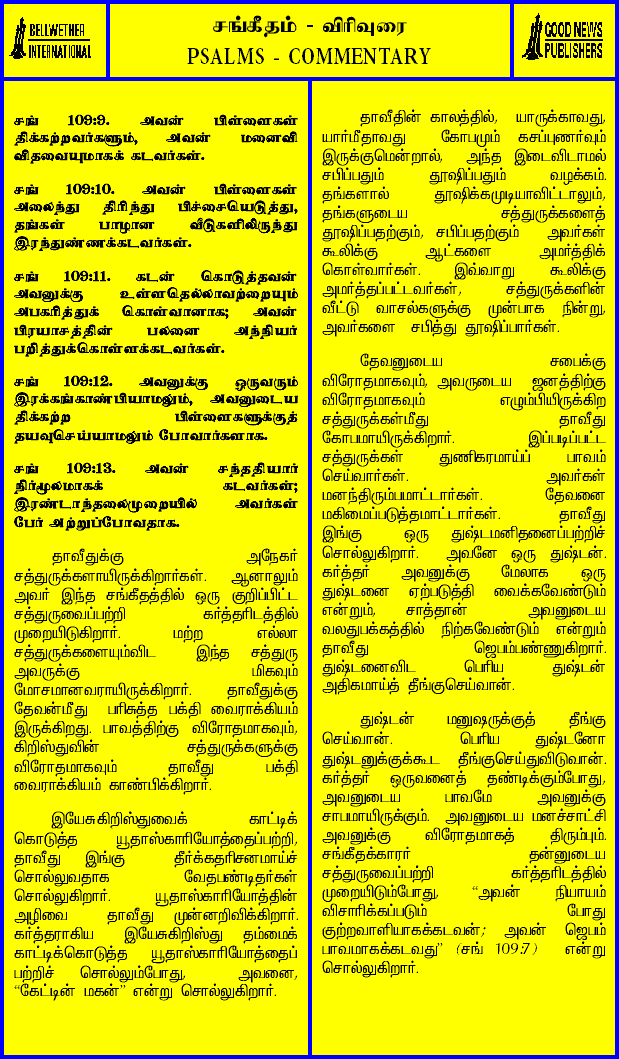 BELLWETHER
INTERNATIONAL
சங்கீதம் - விரிவுரை
PSALMS - COMMENTARY
GOOD NEWS
PUBLISHERS
சங் 109:9. அவன் பிள்ளைகள்
திக்கற்றவர்களும், அவன் மனைவி
விதவையுமாகக் கடவர்கள்.
சங் 109:10. அவன் பிள்ளைகள்
அலைந்து திரிந்து பிச்சையெடுத்து,
தங்கள் பாழான வீடுகளிலிருந்து
இரந்துண்ணக்கடவர்கள்.
சங் 109:11. கடன் கொடுத்தவன்
அவனுக்கு உள்ளதெல்லாவற்றையும்
அபகரித்துக் கொள்வானாக; அவன்
பிரயாசத்தின் பலனை அந்நியர்
பறித்துக்கொள்ளக்கடவர்கள்.
சங் 109:12. அவனுக்கு ஒருவரும்
இரக்கங்காண்பியாமலும், அவனுடைய
திக்கற்ற பிள்ளைகளுக்குத்
தயவுசெய்யாமலும் போவார்களாக.
சங் 109:13. அவன் சந்ததியார்
நிர்மூலமாகக் கடவர்கள்;
இரண்டாந்தலைமுறையில் அவர்கள்
பேர் அற்றுப்போவதாக.
தாவீதுக்கு அநேகர்
சத்துருக்களாயிருக்கிறார்கள். ஆனாலும்
அவர் இந்த சங்கீதத்தில் ஒரு குறிப்பிட்ட
சத்துருவைப்பற்றி கர்த்தரிடத்தில்
முறையிடுகிறார். மற்ற எல்லா
சத்துருக்களையும்விட இந்த சத்துரு
அவருக்கு மிகவும்
மோசமானவராயிருக்கிறார். தாவீதுக்கு
தேவன்மீது பரிசுத்த பக்தி வைராக்கியம்
இருக்கிறது. பாவத்திற்கு விரோதமாகவும்,
கிறிஸ்துவின் சத்துருக்களுக்கு
விரோதமாகவும் தாவீது பக்தி
வைராக்கியம் காண்பிக்கிறார்.
இயேசுகிறிஸ்துவைக் காட்டிக்
கொடுத்த யூதாஸ்காரியோத்தைப்பற்றி,
தாவீது இங்கு தீர்க்கதரிசனமாய்ச்
சொல்லுவதாக வேதபண்டிதர்கள்
சொல்லுகிறார். யூதாஸ்காரியோத்தின்
அழிவை தாவீது முன்னறிவிக்கிறார்.
கர்த்தராகிய இயேசுகிறிஸ்து தம்மைக்
காட்டிக்கொடுத்த யூதாஸ்காரியோத்தைப்
பற்றிச் சொல்லும்போது, அவனை,
“கேட்டின் மகன்” என்று சொல்லுகிறார்.
தாவீதின் காலத்தில், யாருக்காவது,
யார்மீதாவது கோபமும் கசப்புணர்வும்
இருக்குமென்றால், அந்த இடைவிடாமல்
சபிப்பதும் தூஷிப்பதும் வழக்கம்.
தங்களால் தூஷிக்கமுடியாவிட்டாலும்,
தங்களுடைய சத்துருக்களைத்
தூஷிப்பதற்கும், சபிப்பதற்கும் அவர்கள்
கூலிக்கு ஆட்களை அமர்த்திக்
கொள்வார்கள். இவ்வாறு கூலிக்கு
அமர்த்தப்பட்டவர்கள், சத்துருக்களின்
வீட்டு வாசல்களுக்கு முன்பாக நின்று,
அவர்களை சபித்து தூஷிப்பார்கள்.
தேவனுடைய சபைக்கு
விரோதமாகவும், அவருடைய ஜனத்திற்கு
விரோதமாகவும் எழும்பியிருக்கிற
சத்துருக்கள்மீது தாவீது
கோபமாயிருக்கிறார். இப்படிப்பட்ட
சத்துருக்கள் துணிகரமாய்ப் பாவம்
செய்வார்கள். அவர்கள்
மனந்திரும்பமாட்டார்கள். தேவனை
மகிமைப்படுத்தமாட்டார்கள். தாவீது
இங்கு ஒரு துஷ்டமனிதனைப்பற்றிச்
சொல்லுகிறார். அவனே ஒரு துஷ்டன்.
கர்த்தர் அவனுக்கு மேலாக ஒரு
துஷ்டனை ஏற்படுத்தி வைக்கவேண்டும்
என்றும், சாத்தான் அவனுடைய
வலதுபக்கத்தில் நிற்கவேண்டும் என்றும்
தாவீது ஜெபம்பண்ணுகிறார்.
துஷ்டனைவிட பெரிய துஷ்டன்
அதிகமாய்த் தீங்குசெய்வான்.
துஷ்டன் மனுஷருக்குத் தீங்கு
செய்வான். பெரிய துஷ்டனோ
துஷ்டனுக்குக்கூட தீங்குசெய்துவிடுவான்.
கர்த்தர் ஒருவனைத் தண்டிக்கும்போது,
அவனுடைய பாவமே அவனுக்கு
சாபமாயிருக்கும். அவனுடைய மனச்சாட்சி
அவனுக்கு விரோதமாகத் திரும்பும்.
சங்கீதக்காரர் தன்னுடைய
சத்துருவைப்பற்றி கர்த்தரிடத்தில்
முறையிடும்போது, “அவன் நியாயம்
விசாரிக்கப்படும் போது
குற்றவாளியாகக்கடவன்; அவன் ஜெபம்
பாவமாகக்கடவது” (சங் 109:7) என்று
சொல்லுகிறார்.